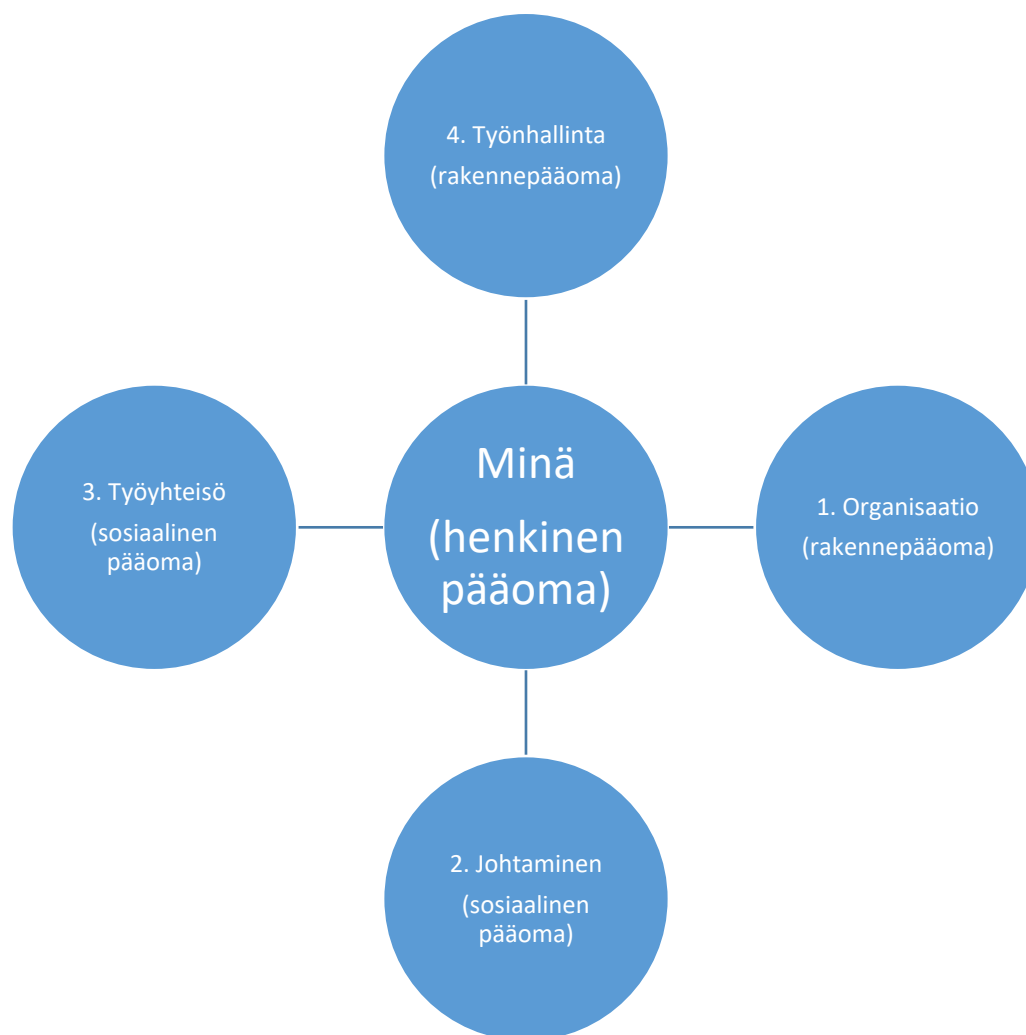 4. Työnhallinta
(rakennepääoma)
3. Työyhteisö
(sosiaalinen
pääoma)
Minä
(henkinen
pääoma)
1. Organisaatio
(rakennepääoma)
2. Johtaminen
(sosiaalinen
pääoma)